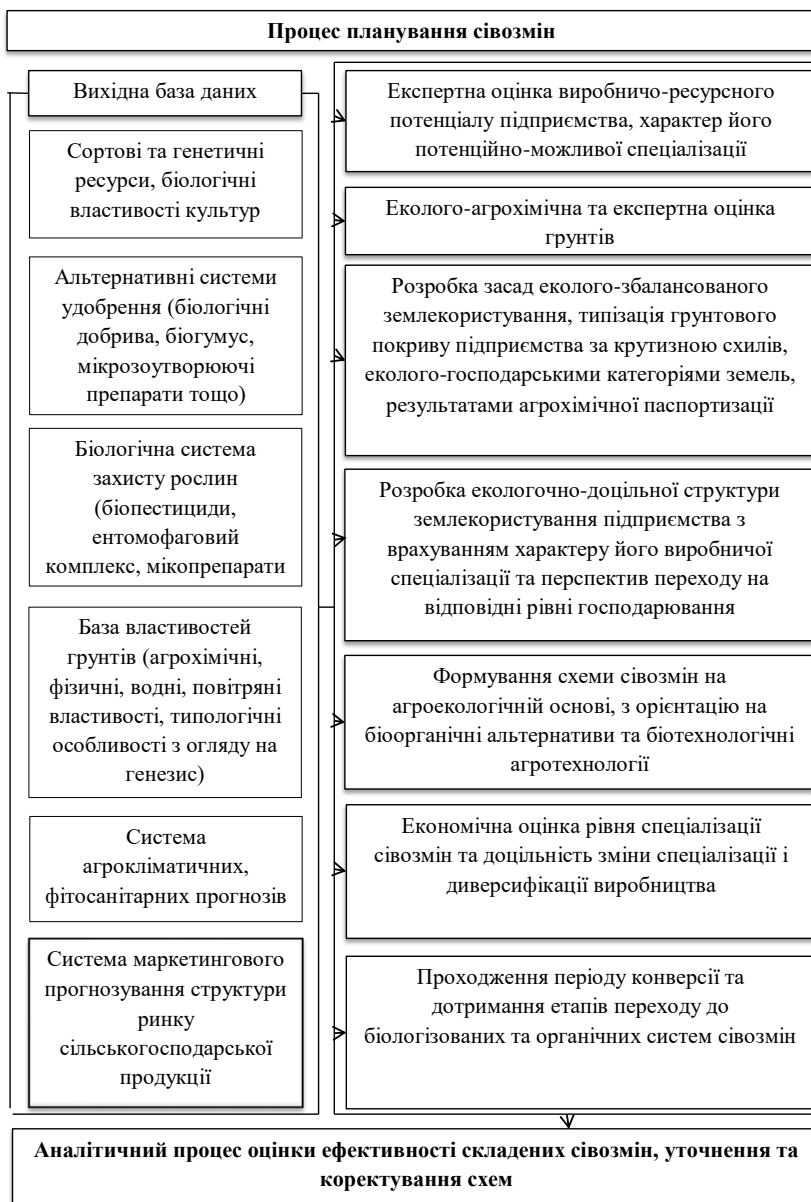 Процес планування сівозмін
Вихідна база даних
Сортові та генетичні
ресурси, біологічні
властивості культур
Альтернативні системи
удобрення (біологічні
добрива, біогумус,
мікрозоутворюючі
препарати тощо)
Біологічна система
захисту рослин
(біопестициди,
ентомофаговий
комплекс, мікопрепарати
База властивостей
грунтів (агрохімічні,
фізичні, водні, повітряні
властивості, типологічні
особливості з огляду на
генезис)
Система
агрокліматичних,
фітосанітарних прогнозів
Система маркетингового
прогнозування структури
ринку
сільськогосподарської
продукції
Експертна оцінка виробничо-ресурсного
потенціалу підприємства, характер його
потенційно-можливої спеціалізації
Еколого-агрохімічна та експертна оцінка
грунтів
Розробка засад еколого-збалансованого
землекористування, типізація грунтового
покриву підприємства за крутизною схилів,
еколого-господарськими категоріями земель,
результатами агрохімічної паспортизації
Розробка екологочно-доцільної структури
землекористування підприємства з
врахуванням характеру його виробничої
спеціалізації та перспектив переходу на
відповідні рівні господарювання
Формування схеми сівозмін на
агроекологічній основі, з орієнтацію на
біоорганічні альтернативи та біотехнологічні
агротехнології
Економічна оцінка рівня спеціалізації
сівозмін та доцільність зміни спеціалізації і
диверсифікації виробництва
Проходження періоду конверсії та
дотримання етапів переходу до
біологізованих та органічних систем сівозмін
Аналітичний процес оцінки ефективності складених сівозмін, уточнення та
коректування схем